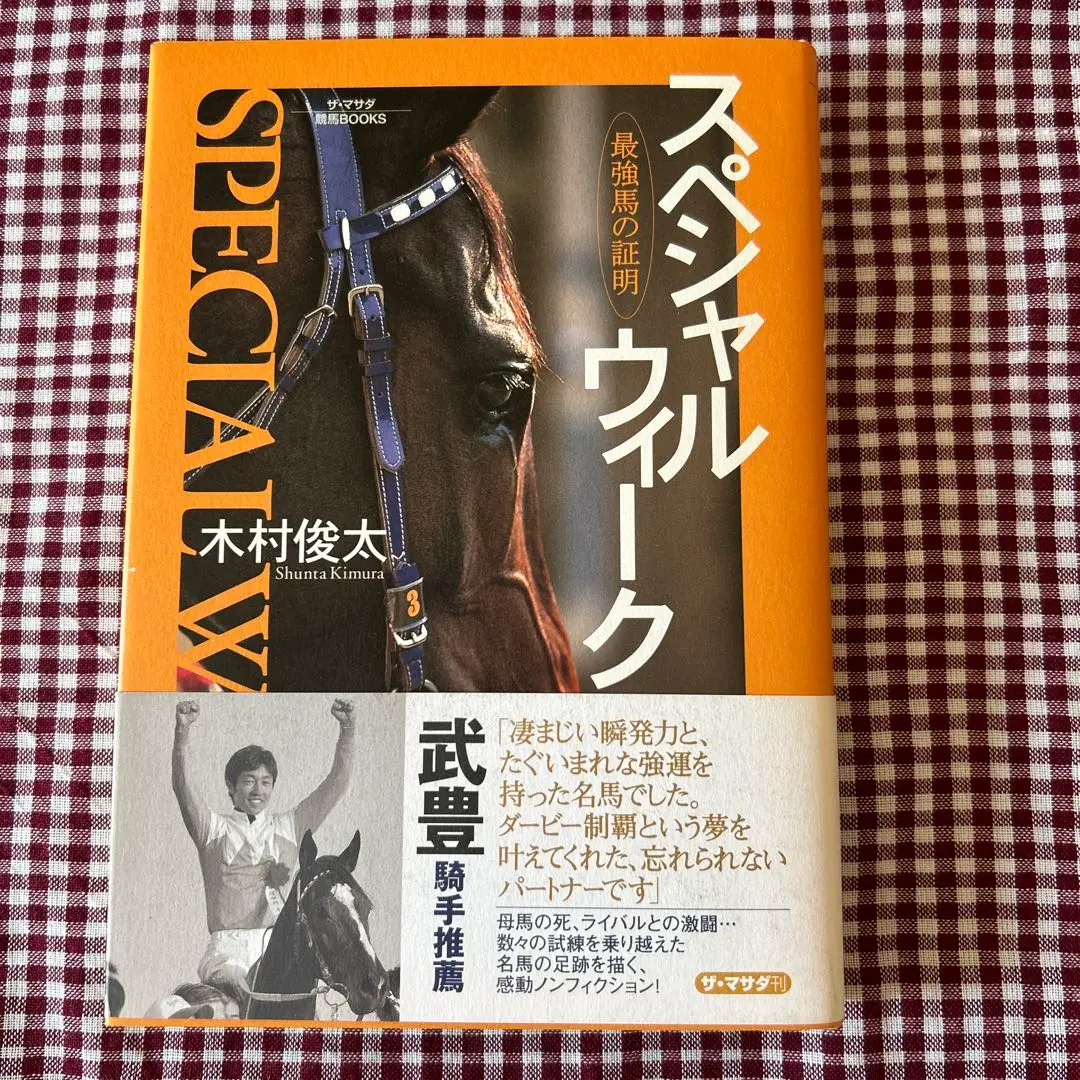 ザ・マサダ
競馬BOOKS
スペシャル
ウィーク
最強馬の証明
SPECIAL W
木村俊太
Shunta Kimura
3
武豊
騎手推薦
「凄まじい瞬発力と、
たぐいまれな強運を
持った名馬でした。
ダービー制覇という夢を
叶えてくれた、忘れられない
パートナーです」
母馬の死、ライバルとの激闘…
数々の試練を乗り越えた
名馬の足跡を描く、
感動ノンフィクション!
ザ・マサダ刊